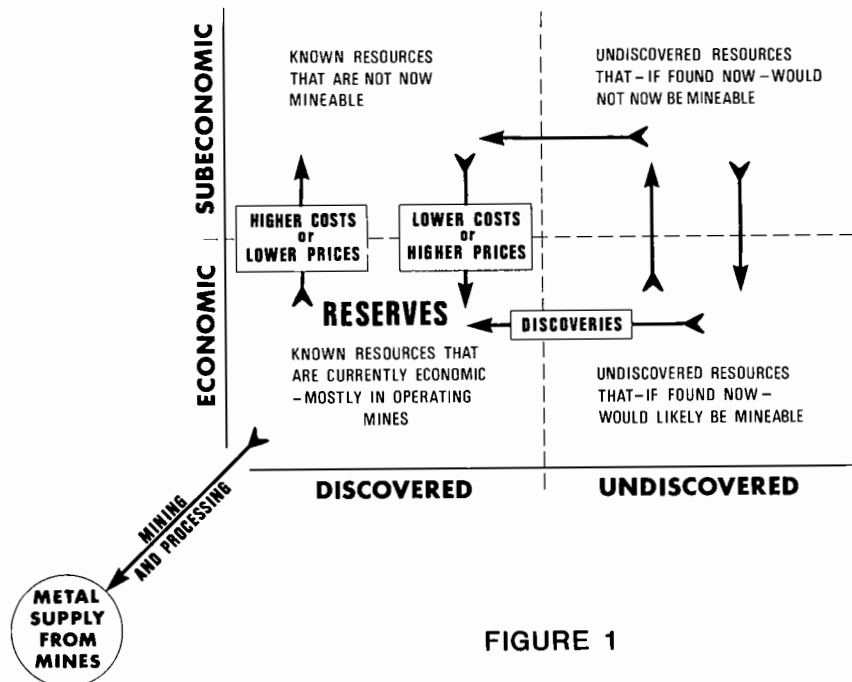 SUBECONOMIC
KNOWN RESOURCES
THAT ARE NOT NOW
MINEABLE
UNDISCOVERED RESOURCES
THAT – IF FOUND NOW – WOULD
NOT NOW BE MINEABLE
HIGHER COSTS
or
LOWER PRICES
LOWER COSTS
or
HIGHER PRICES
ECONOMIC
RESERVES
DISCOVERIES
KNOWN RESOURCES THAT
ARE CURRENTLY ECONOMIC
– MOSTLY IN OPERATING
MINES
UNDISCOVERED RESOURCES
THAT – IF FOUND NOW –
WOULD LIKELY BE MINEABLE
DISCOVERED
UNDISCOVERED
MINING
AND PROCESSING
METAL
SUPPLY
FROM
MINES
FIGURE 1